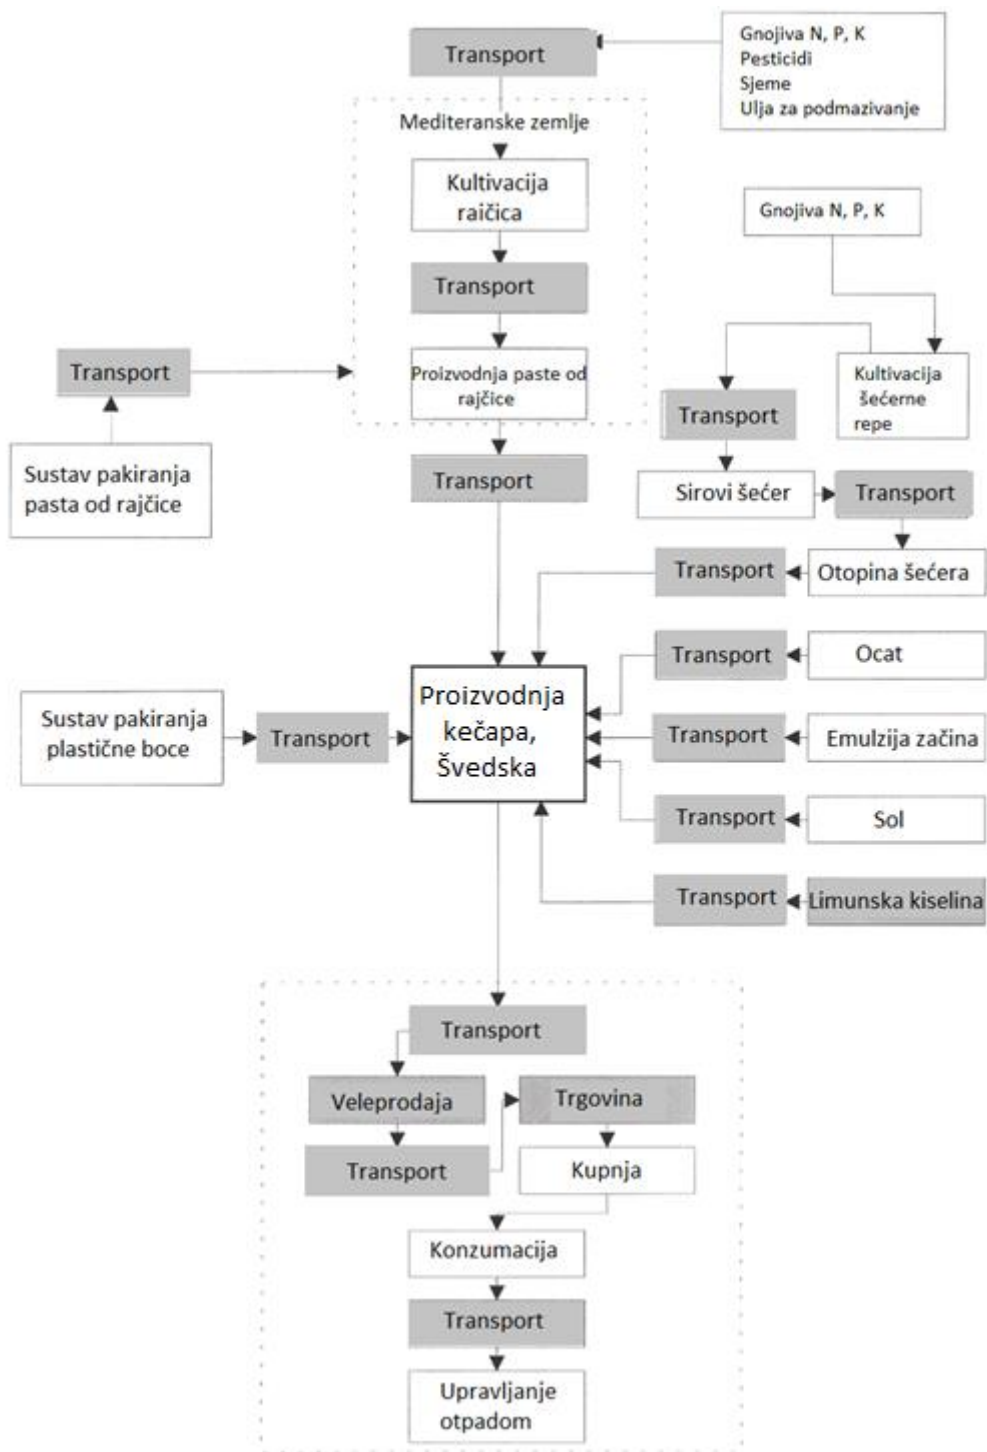 Transport
Gnojiva N, P, K
Pesticidi
Sjeme
Ulja za podmazivanje
Mediteranske zemlje
Kultivacija
raičica
Gnojiva N, P, K
Transport
Transport
Proizvodnja paste od
rajčice
Kultivacija
šećerne
repe
Transport
Sustav pakiranja
pasta od rajčice
Transport
Sirovi šećer
Transport
Transport
Otopina šećera
Transport
Ocat
Proizvodnja
kečapa,
Švedska
Sustav pakiranja
plastične boce
Transport
Transport
Emulzija začina
Transport
Sol
Transport
Limunska kiselina
Transport
Veleprodaja
Trgovina
Transport
Kupnja
Konzumacija
Transport
Upravljanje
otpadom